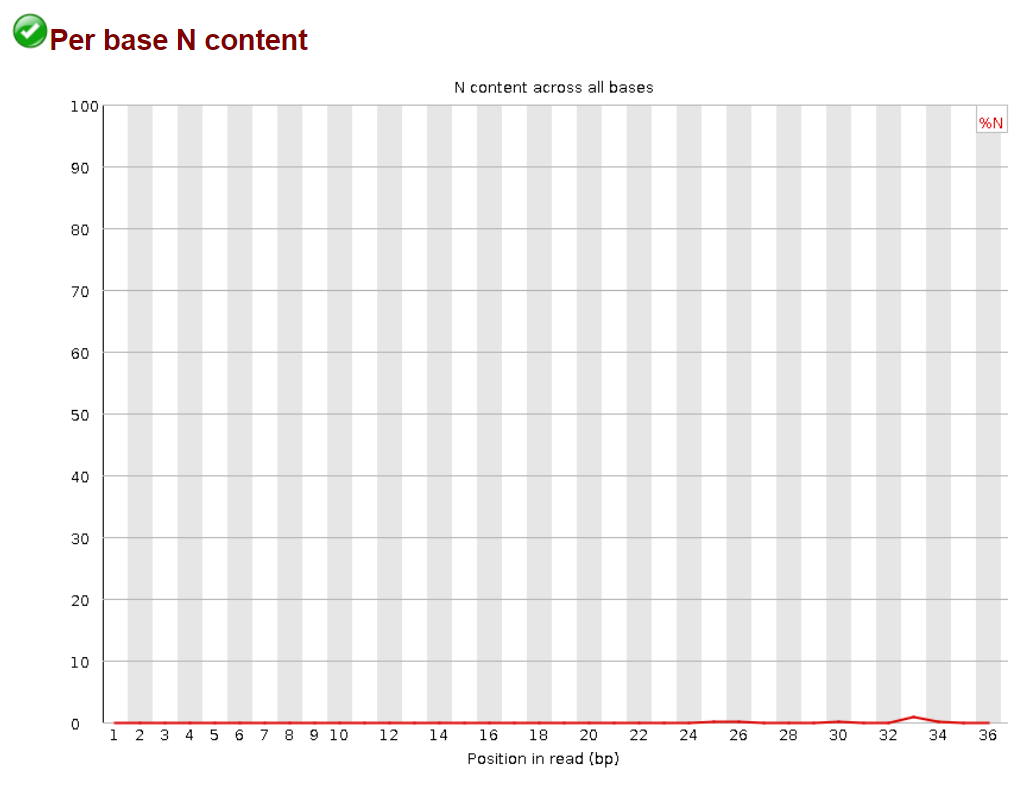 Per base N content
N content across all bases
100
%N
90
80
70
60
50
40
30
20
10
0
1 2 3 4 5 6 7 8 9 10 12 14 16 18 20 22 24 26 28 30 32 34 36
Position in read (bp)